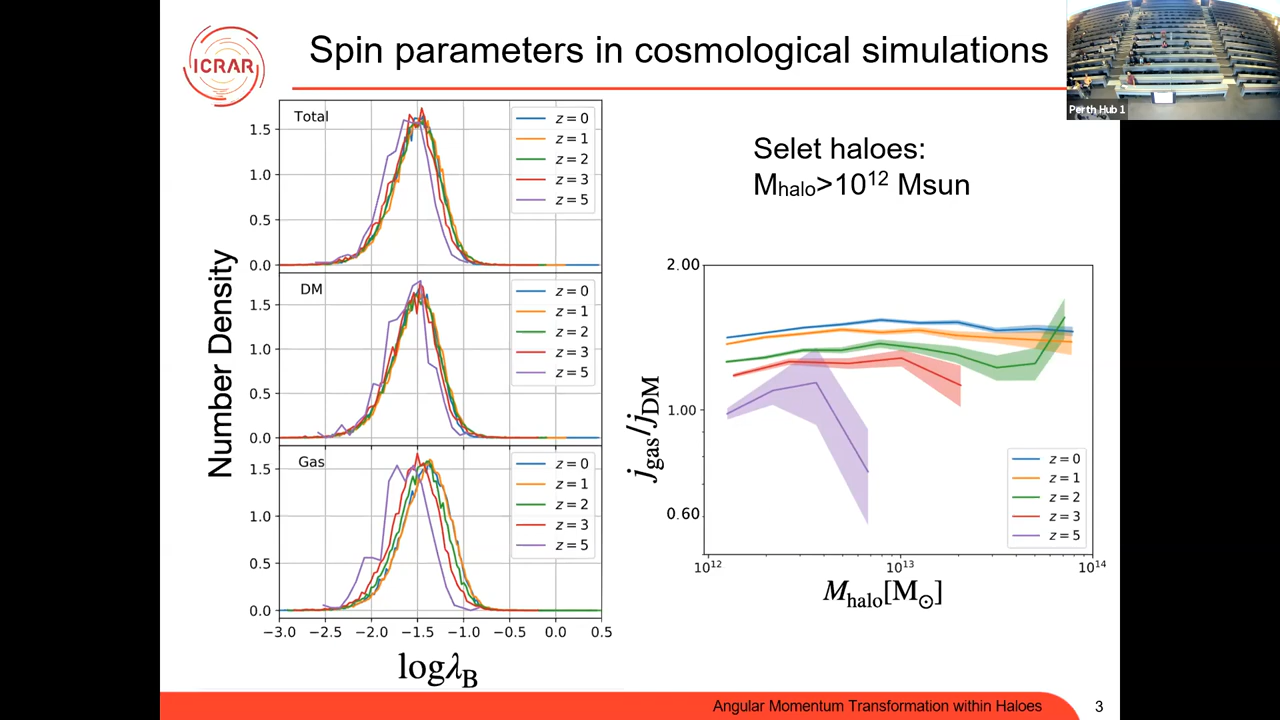 ICRAR
Spin parameters in cosmological simulations
Perth Hub 1
Selet haloes:
Mhalo>10¹² Msun
Number Density
Total
1.5
1.0
0.5
0.0
z = 0
z = 1
z = 2
z = 3
z = 5
DM
1.5
1.0
0.5
0.0
z = 0
z = 1
z = 2
z = 3
z = 5
Gas
1.5
1.0
0.5
0.0
z = 0
z = 1
z = 2
z = 3
z = 5
−3.0 −2.5 −2.0 −1.5 −1.0 −0.5 0.0 0.5
logλB
jgas/jDM
2.00
1.00
0.60
z = 0
z = 1
z = 2
z = 3
z = 5
10¹² 10¹³ 10¹⁴
Mhalo[M⊙]
Angular Momentum Transformation within Haloes 3